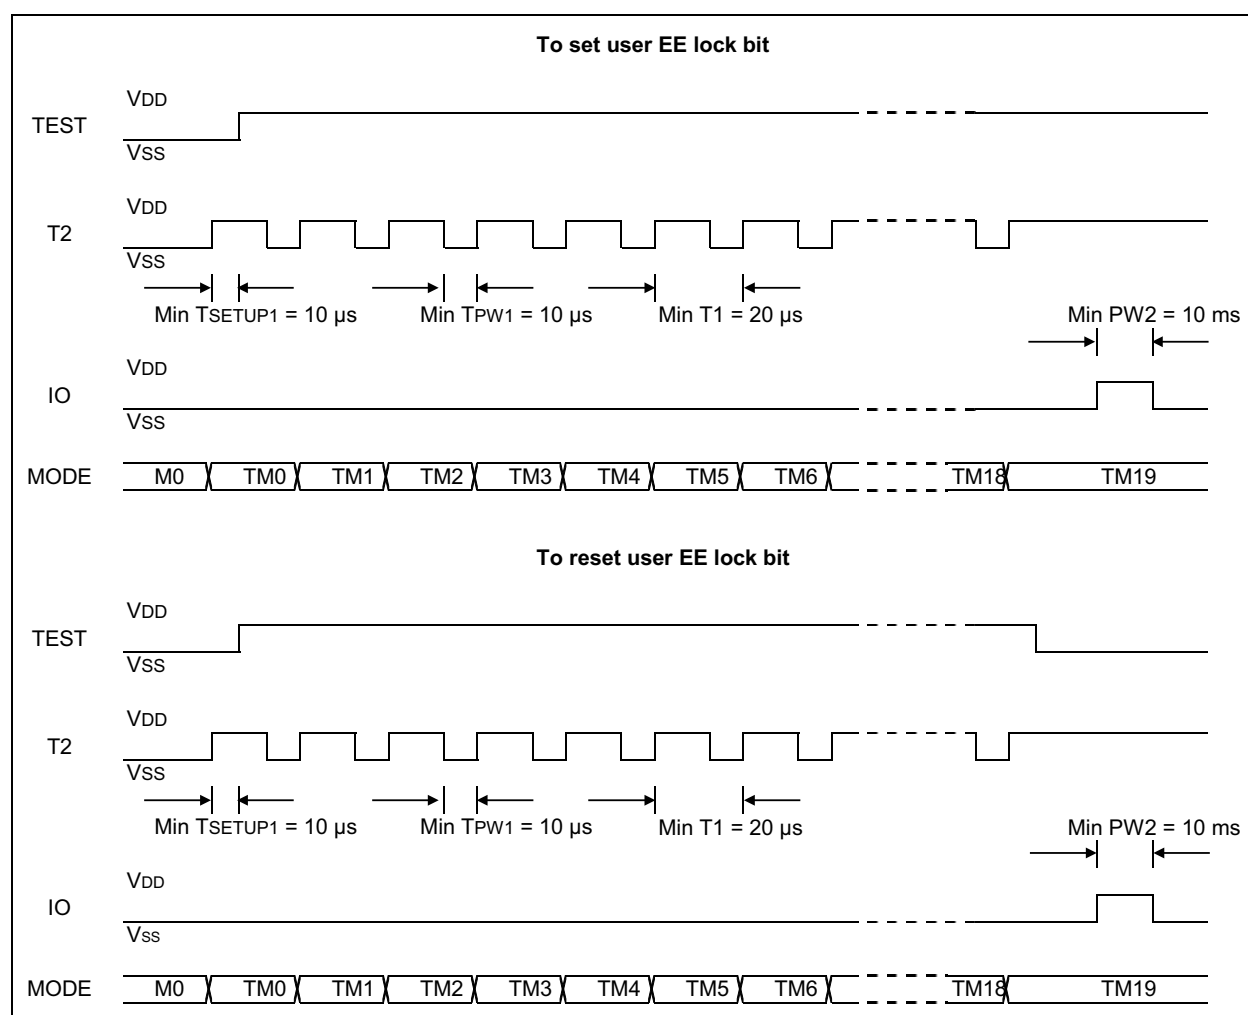 To set user EE lock bit
VDD
TEST
VSS
VDD
T2
VSS
Min TSETUP1 = 10 µs Min TPW1 = 10 µs Min T1 = 20 µs Min PW2 = 10 ms
VDD
IO
VSS
MODE M0 TM0 TM1 TM2 TM3 TM4 TM5 TM6 TM18 TM19
To reset user EE lock bit
VDD
TEST
VSS
VDD
T2
VSS
Min TSETUP1 = 10 µs Min TPW1 = 10 µs Min T1 = 20 µs Min PW2 = 10 ms
VDD
IO
VSS
MODE M0 TM0 TM1 TM2 TM3 TM4 TM5 TM6 TM18 TM19